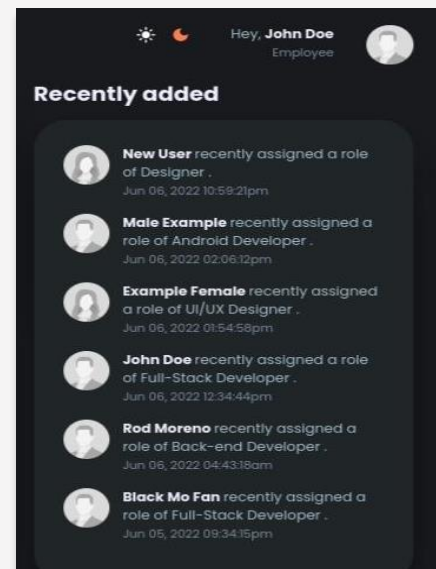 Hey, John Doe
Employee
Recently added
New User recently assigned a role
of Designer .
Jun 06, 2022 10:59:21pm
Male Example recently assigned a
role of Android Developer .
Jun 06, 2022 02:06:12pm
Example Female recently assigned
a role of UI/UX Designer .
Jun 06, 2022 01:54:58pm
John Doe recently assigned a role
of Full-Stack Developer .
Jun 06, 2022 12:34:44pm
Rod Moreno recently assigned a
role of Back-end Developer .
Jun 06, 2022 04:43:18am
Black Mo Fan recently assigned a
role of Full-Stack Developer .
Jun 05, 2022 09:34:15pm